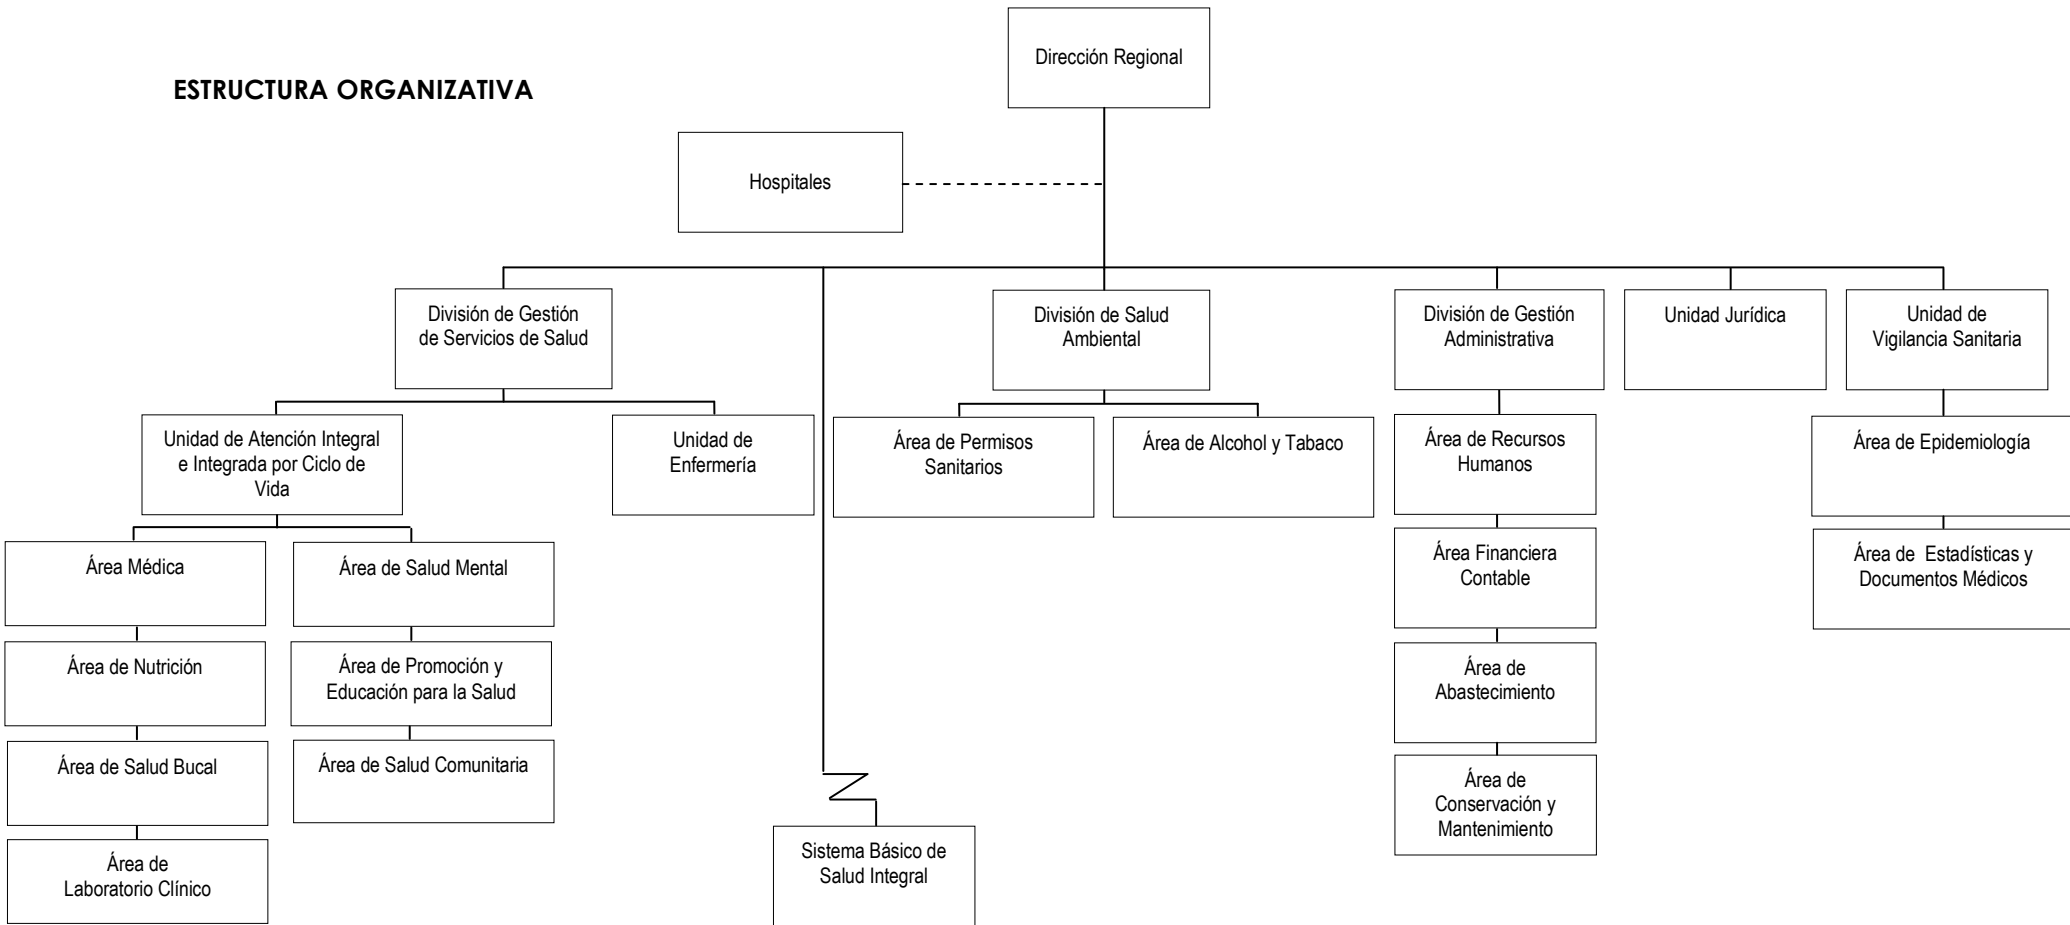 Dirección Regional
ESTRUCTURA ORGANIZATIVA
Hospitales
División de Gestión
de Servicios de Salud
División de Salud
Ambiental
División de Gestión
Administrativa
Unidad Jurídica
Unidad de
Vigilancia Sanitaria
Unidad de Atención Integral
e Integrada por Ciclo de
Vida
Unidad de
Enfermería
Área de Permisos
Sanitarios
Área de Alcohol y Tabaco
Área de Recursos
Humanos
Área de Epidemiología
Área Médica
Área de Salud Mental
Área Financiera
Contable
Área de  Estadísticas y
Documentos Médicos
Área de Nutrición
Área de Promoción y
Educación para la Salud
Área de
Abastecimiento
Área de Salud Bucal
Área de Salud Comunitaria
Área de
Conservación y
Mantenimiento
Área de
Laboratorio Clínico
Sistema Básico de
Salud Integral